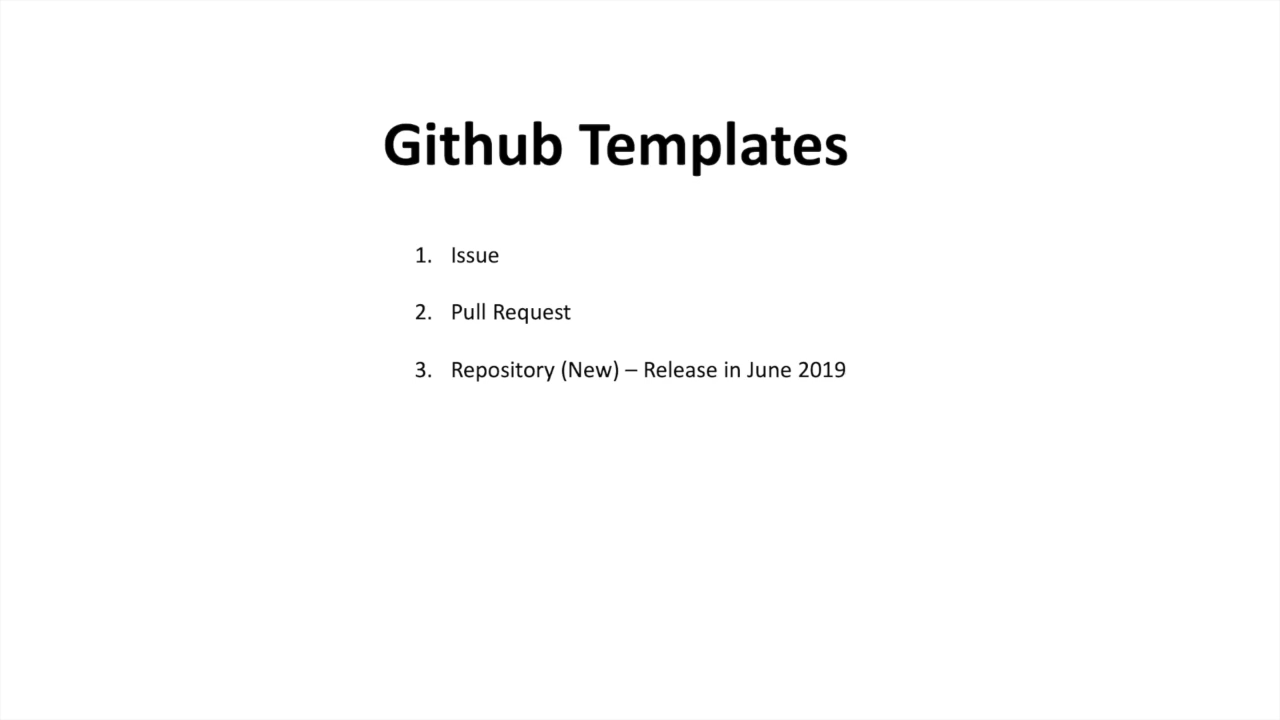 Github Templates
1. Issue
2. Pull Request
3. Repository (New) – Release in June 2019